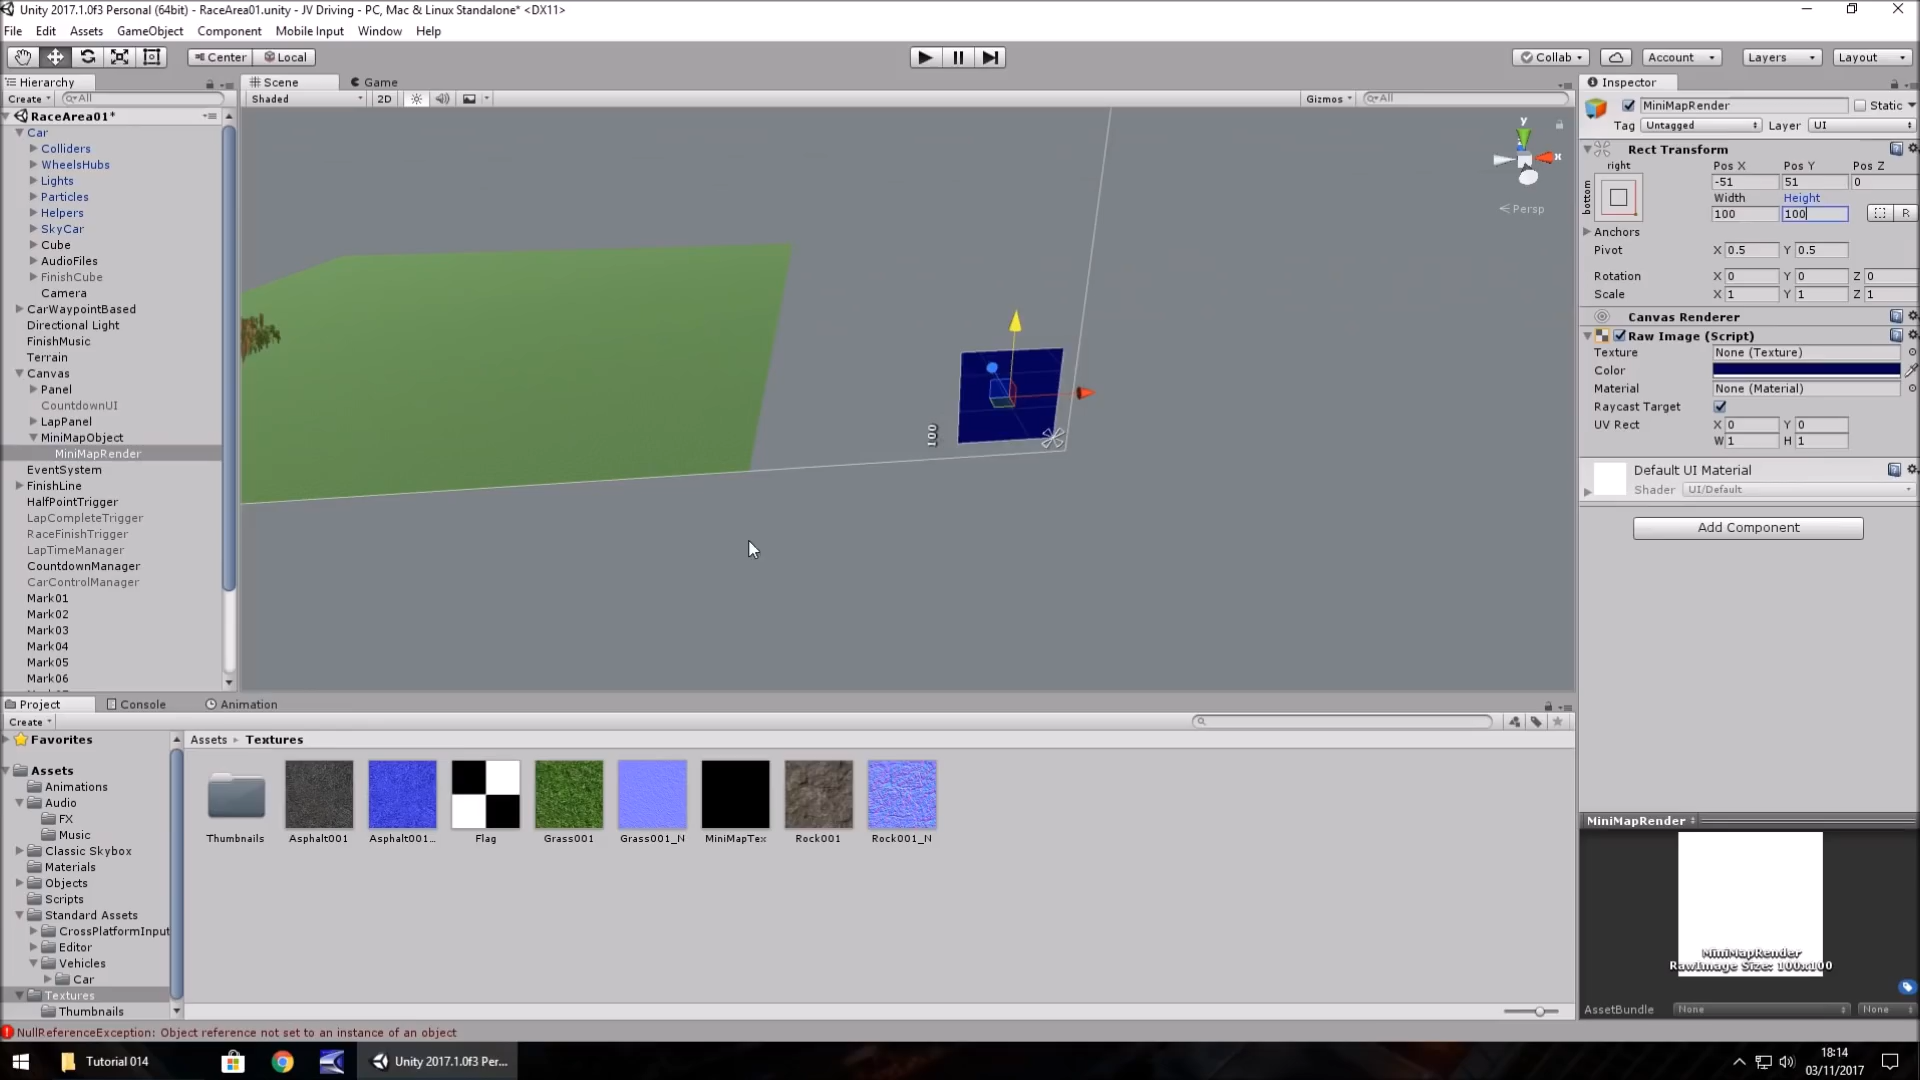 Unity 2017.1.0f3 Personal (64bit) - RaceArea01.unity - JV Driving - PC, Mac & Linux Standalone* <DX11>
File Edit Assets GameObject Component Mobile Input Window Help
Center Local Collab Account Layers Layout
Hierarchy
Create All
RaceArea01*
Car
Colliders
WheelsHubs
Lights
Particles
Helpers
SkyCar
Cube
AudioFiles
FinishCube
Camera
CarWaypointBased
Directional Light
FinishMusic
Terrain
Canvas
Panel
CountdownUI
LapPanel
MiniMapObject
MiniMapRender
EventSystem
FinishLine
HalfPointTrigger
LapCompleteTrigger
RaceFinishTrigger
LapTimeManager
CountdownManager
CarControlManager
Mark01
Mark02
Mark03
Mark04
Mark05
Mark06
Scene Game
Shaded 2D Gizmos All
y
x
Persp
100
Inspector
MiniMapRender Static
Tag Untagged Layer UI
Rect Transform
right
bottom
Pos X Pos Y Pos Z
-51 51 0
Width Height
100 100 R
Anchors
Pivot X 0.5 Y 0.5
Rotation X 0 Y 0 Z 0
Scale X 1 Y 1 Z 1
Canvas Renderer
Raw Image (Script)
Texture None (Texture)
Color
Material None (Material)
Raycast Target
UV Rect X 0 Y 0
W 1 H 1
Default UI Material
Shader UI/Default
Add Component
Project Console Animation
Create
Favorites
Assets
Animations
Audio
FX
Music
Classic Skybox
Materials
Objects
Scripts
Standard Assets
CrossPlatformInput
Editor
Vehicles
Car
Textures
Thumbnails
Assets Textures
Thumbnails Asphalt001 Asphalt001... Flag Grass001 Grass001_N MiniMapTex Rock001 Rock001_N
MiniMapRender
MiniMapRender
RawImage Size: 100x100
AssetBundle None None
NullReferenceException: Object reference not set to an instance of an object
Tutorial 014
Unity 2017.1.0f3 Per...
18:14
03/11/2017